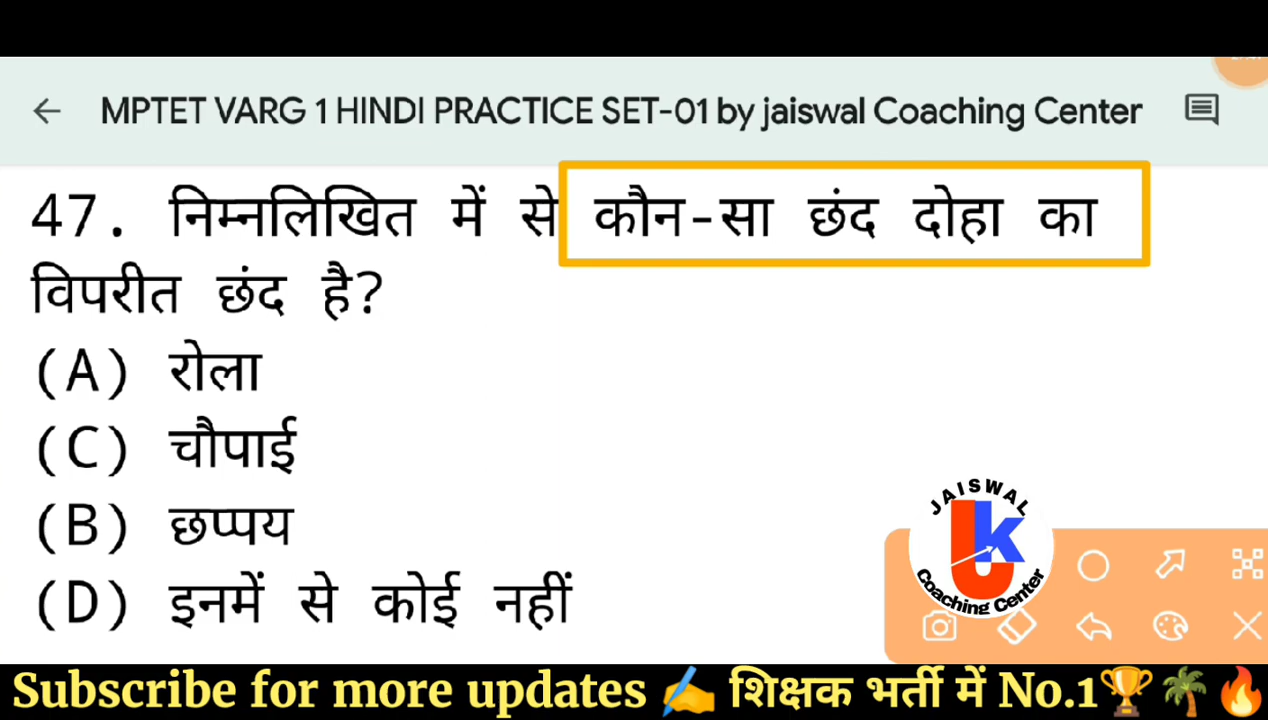 MPTET VARG 1 HINDI PRACTICE SET-01 by jaiswal Coaching Center
47. निम्नलिखित में से कौन-सा छंद दोहा का
विपरीत छंद है?
(A) रोला
(C) चौपाई
(B) छप्पय
(D) इनमें से कोई नहीं
JAISWAL
Jk
Coaching Center
Subscribe for more updates ✍️ शिक्षक भर्ती में No.1🏆🌴🔥